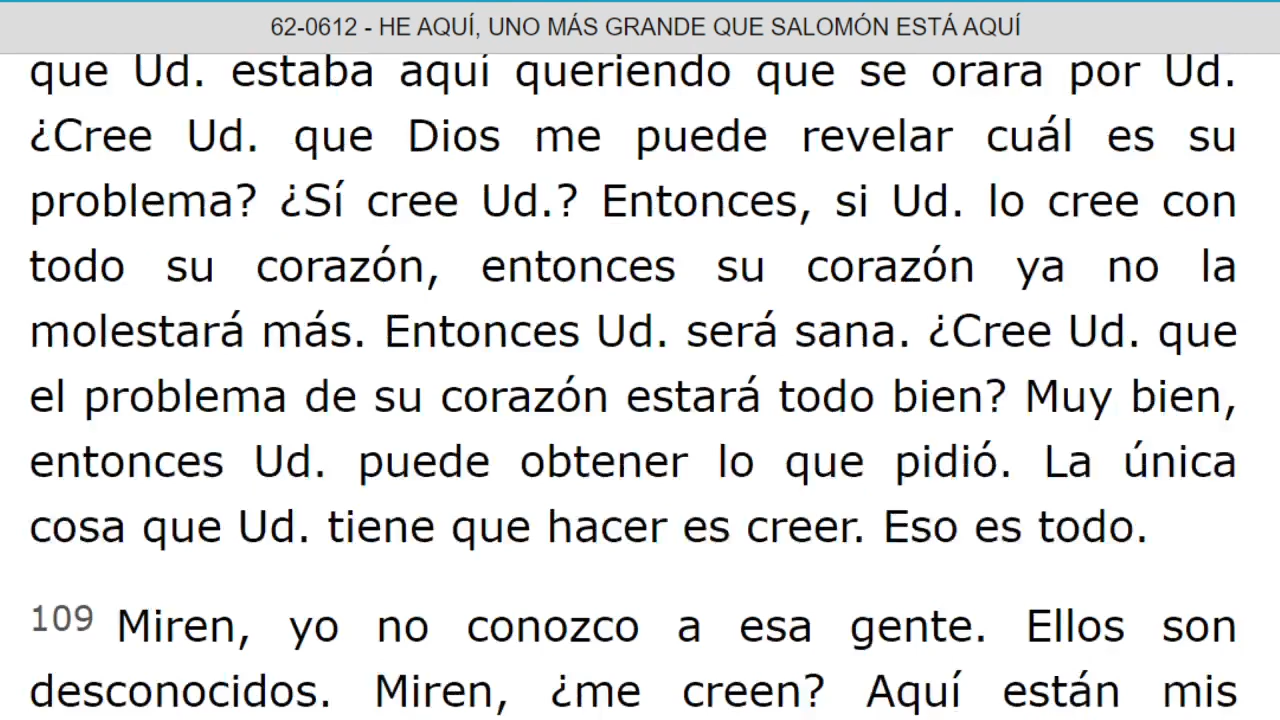 62-0612 - HE AQUÍ, UNO MÁS GRANDE QUE SALOMÓN ESTÁ AQUÍ
que Ud. estaba aquí queriendo que se orara por Ud.
¿Cree Ud. que Dios me puede revelar cuál es su
problema? ¿Sí cree Ud.? Entonces, si Ud. lo cree con
todo su corazón, entonces su corazón ya no la
molestará más. Entonces Ud. será sana. ¿Cree Ud. que
el problema de su corazón estará todo bien? Muy bien,
entonces Ud. puede obtener lo que pidió. La única
cosa que Ud. tiene que hacer es creer. Eso es todo.
109 Miren, yo no conozco a esa gente. Ellos son
desconocidos. Miren, ¿me creen? Aquí están mis